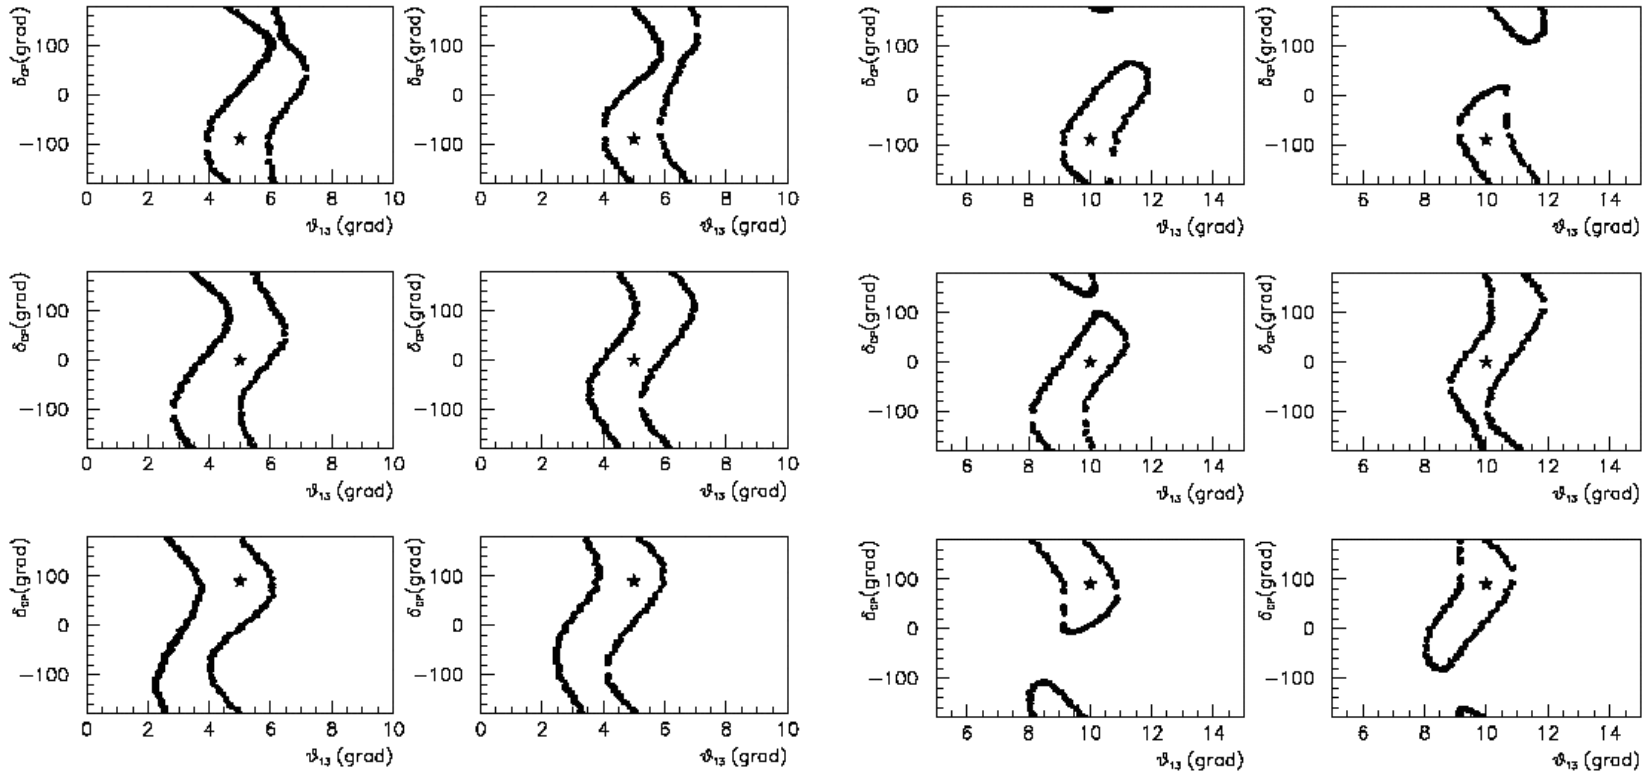 δCP(grad) δCP(grad) δCP(grad) δCP(grad)
100 100 100 100
0 0 0 0
−100 −100 −100 −100
0 2 4 6 8 10 0 2 4 6 8 10 6 8 10 12 14 6 8 10 12 14
ϑ13 (grad) ϑ13 (grad) ϑ13 (grad) ϑ13 (grad)
δCP(grad) δCP(grad) δCP(grad) δCP(grad)
100 100 100 100
0 0 0 0
−100 −100 −100 −100
0 2 4 6 8 10 0 2 4 6 8 10 6 8 10 12 14 6 8 10 12 14
ϑ13 (grad) ϑ13 (grad) ϑ13 (grad) ϑ13 (grad)
δCP(grad) δCP(grad) δCP(grad) δCP(grad)
100 100 100 100
0 0 0 0
−100 −100 −100 −100
0 2 4 6 8 10 0 2 4 6 8 10 6 8 10 12 14 6 8 10 12 14
ϑ13 (grad) ϑ13 (grad) ϑ13 (grad) ϑ13 (grad)